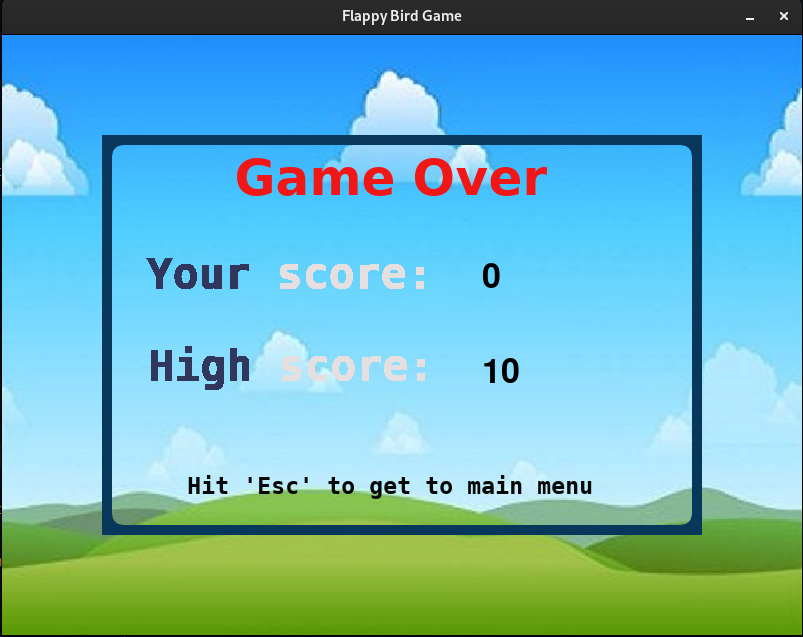 Flappy Bird Game
Game Over
Your score: 0
High score: 10
Hit 'Esc' to get to main menu